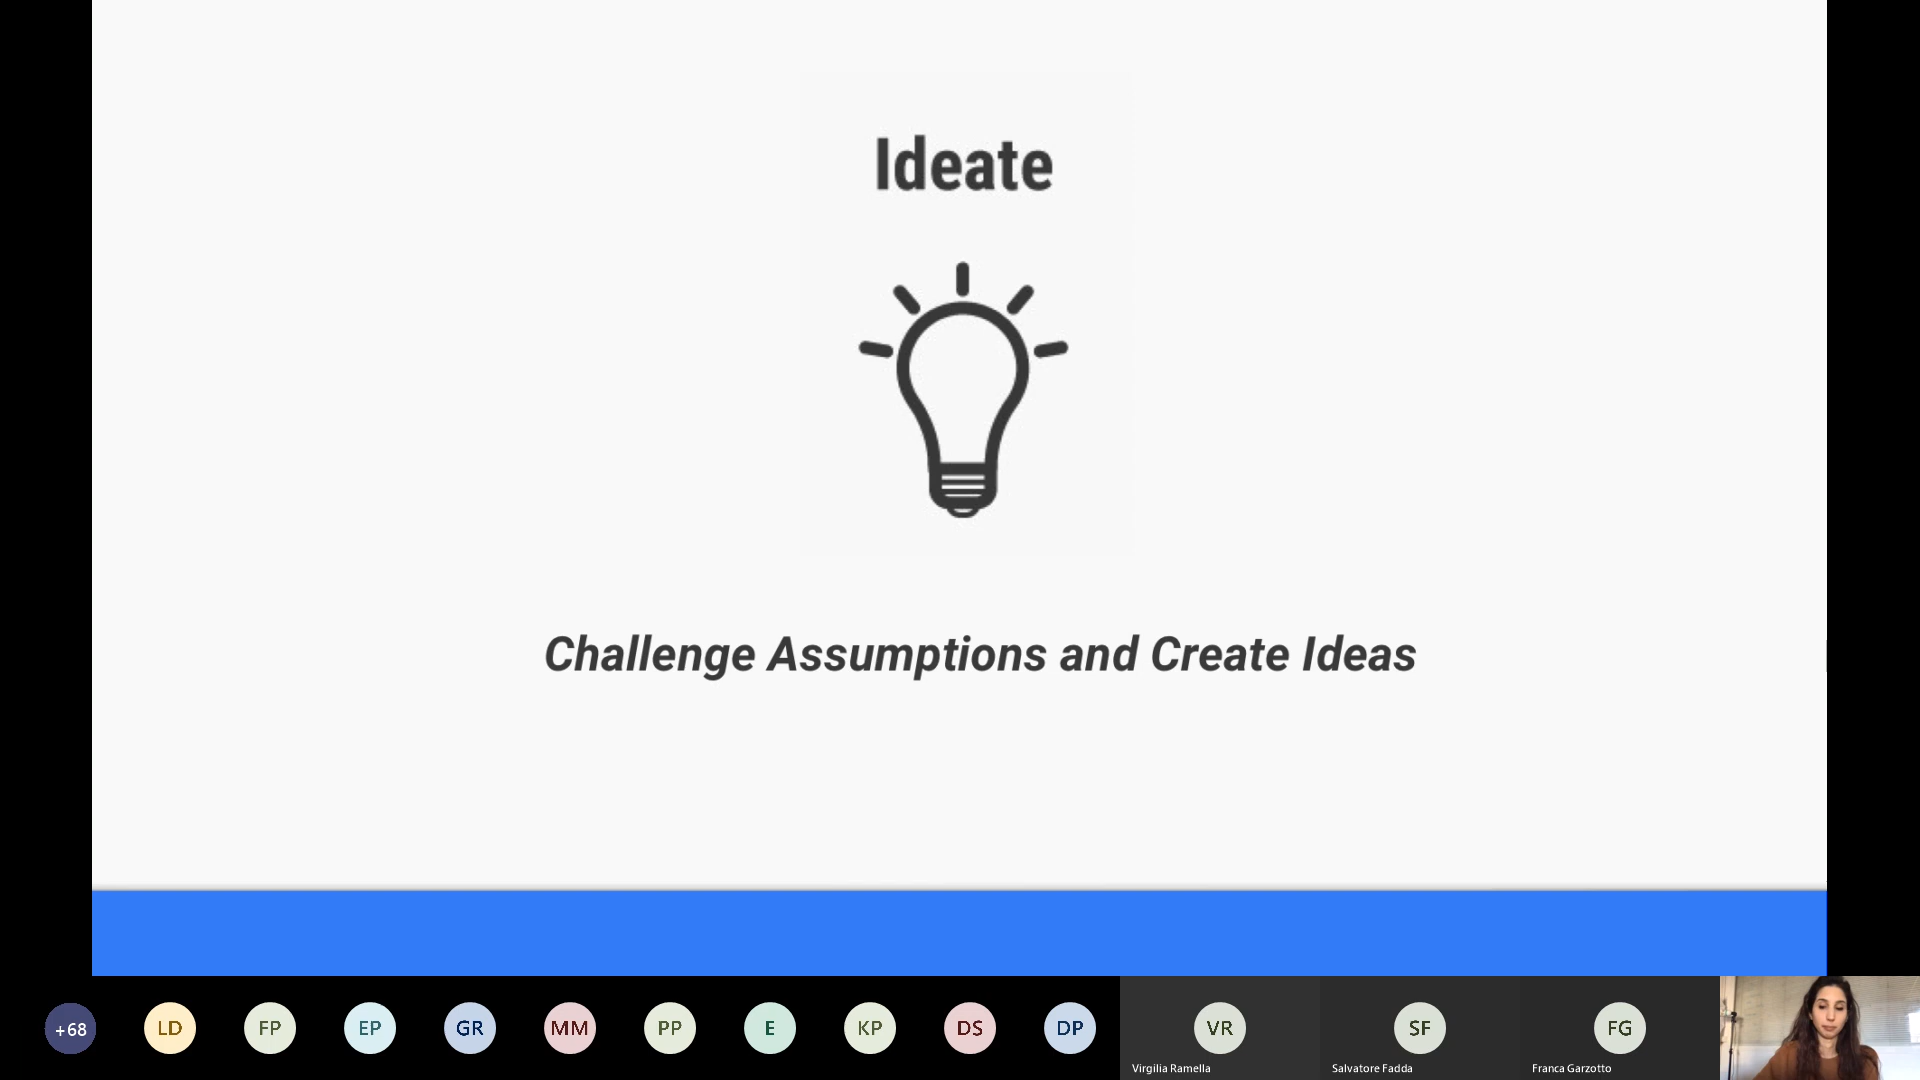 Ideate
Challenge Assumptions and Create Ideas
+68
LD
FP
EP
GR
MM
PP
E
KP
DS
DP
VR
Virgilia Ramella
SF
Salvatore Fadda
FG
Franca Garzotto